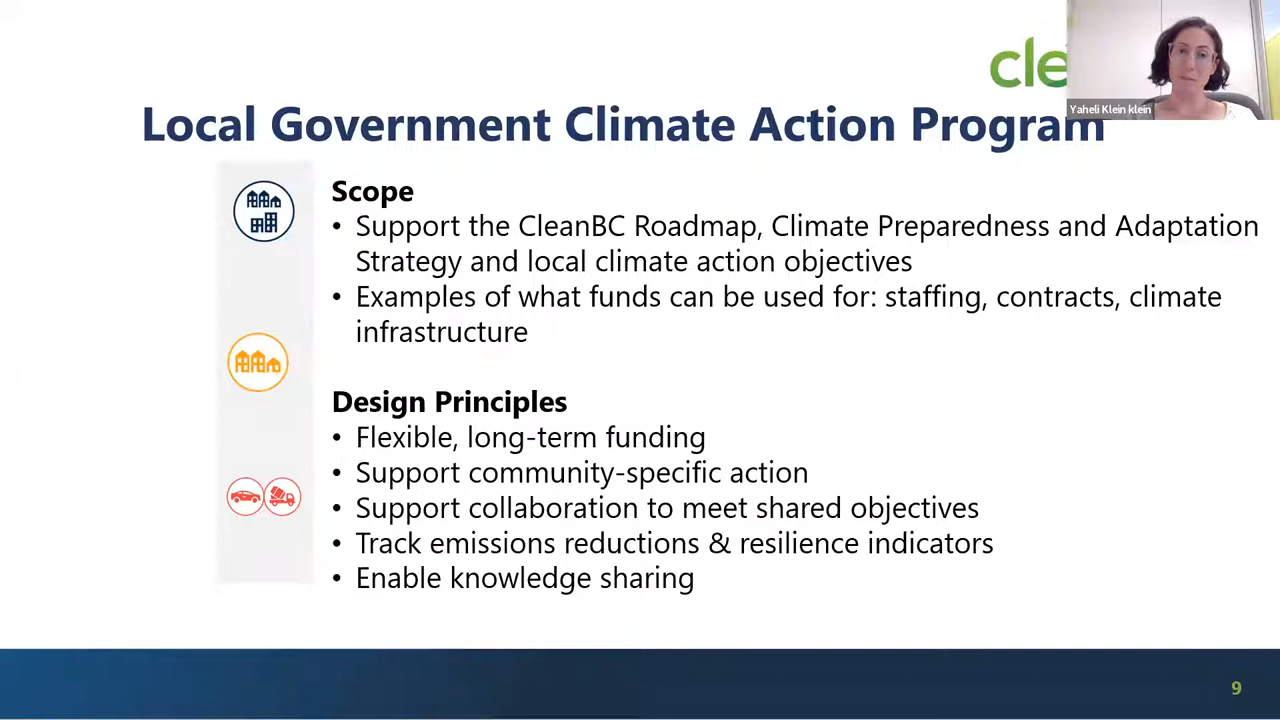 cle
Yaheli Klein klein
Local Government Climate Action Program
Scope
• Support the CleanBC Roadmap, Climate Preparedness and Adaptation
Strategy and local climate action objectives
• Examples of what funds can be used for: staffing, contracts, climate
infrastructure
Design Principles
• Flexible, long-term funding
• Support community-specific action
• Support collaboration to meet shared objectives
• Track emissions reductions & resilience indicators
• Enable knowledge sharing
9